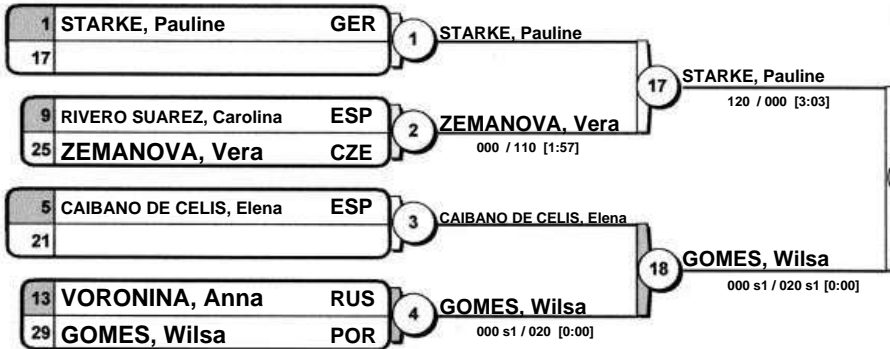 1 STARKE, Pauline GER
17
1
STARKE, Pauline
9 RIVERO SUAREZ, Carolina ESP
25 ZEMANOVA, Vera CZE
2
ZEMANOVA, Vera
000 / 110 [1:57]
17
STARKE, Pauline
120 / 000 [3:03]
5 CAIBANO DE CELIS, Elena ESP
21
3
CAIBANO DE CELIS, Elena
13 VORONINA, Anna RUS
29 GOMES, Wilsa POR
4
GOMES, Wilsa
000 s1 / 020 [0:00]
18
GOMES, Wilsa
000 s1 / 020 s1 [0:00]